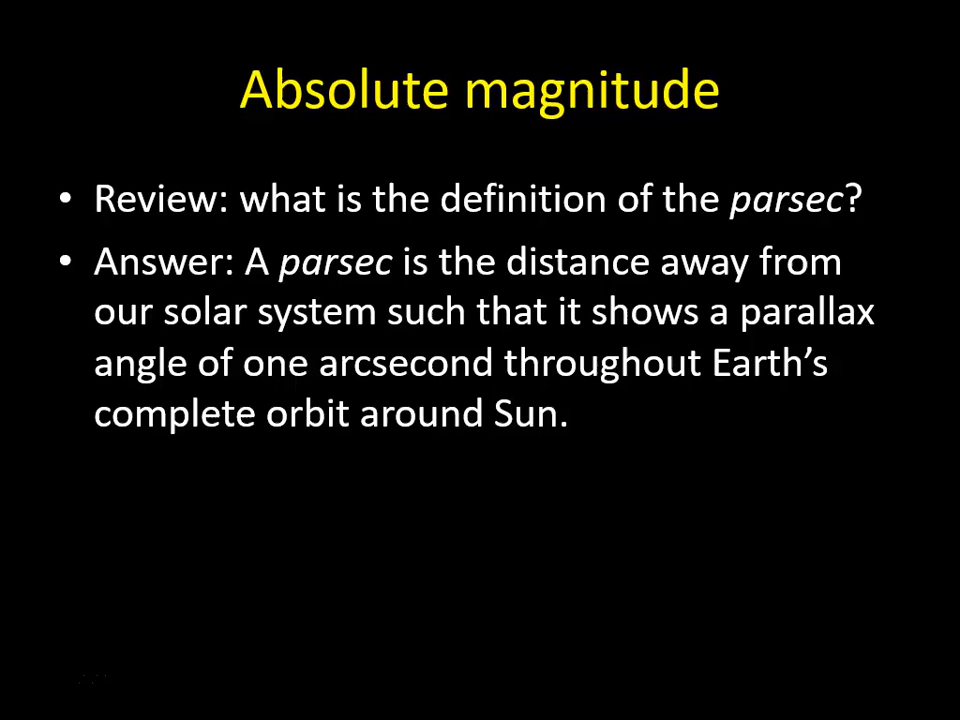 Absolute magnitude
• Review: what is the definition of the parsec?
• Answer: A parsec is the distance away from
our solar system such that it shows a parallax
angle of one arcsecond throughout Earth’s
complete orbit around Sun.